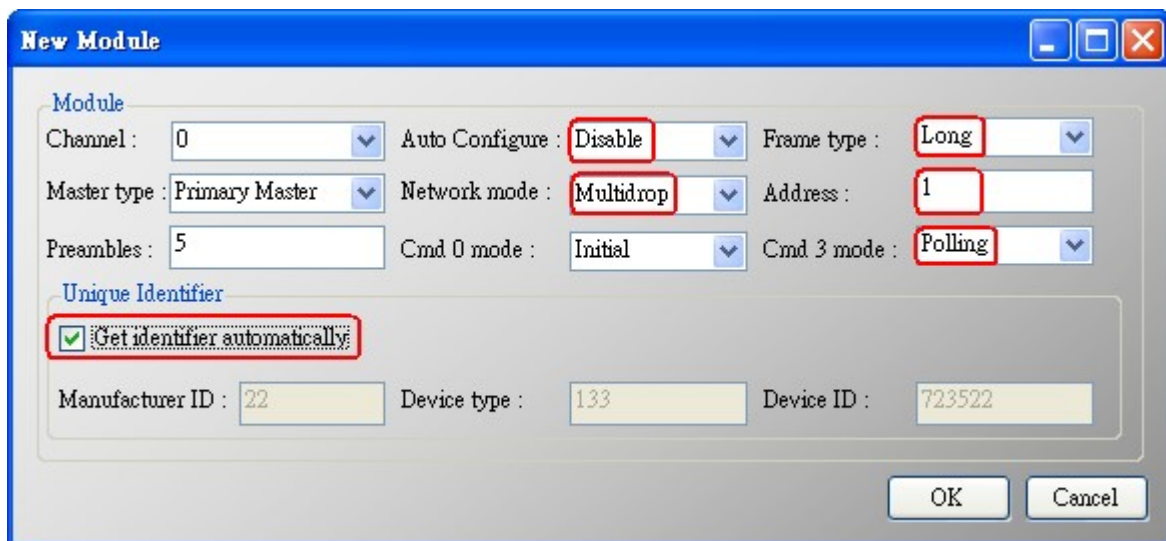 New Module
Module
Channel : 0 Auto Configure : Disable Frame type : Long
Master type : Primary Master Network mode : Multidrop Address : 1
Preambles : 5 Cmd 0 mode : Initial Cmd 3 mode : Polling
Unique Identifier
Get identifier automatically
Manufacturer ID : 22 Device type : 133 Device ID : 723522
OK Cancel